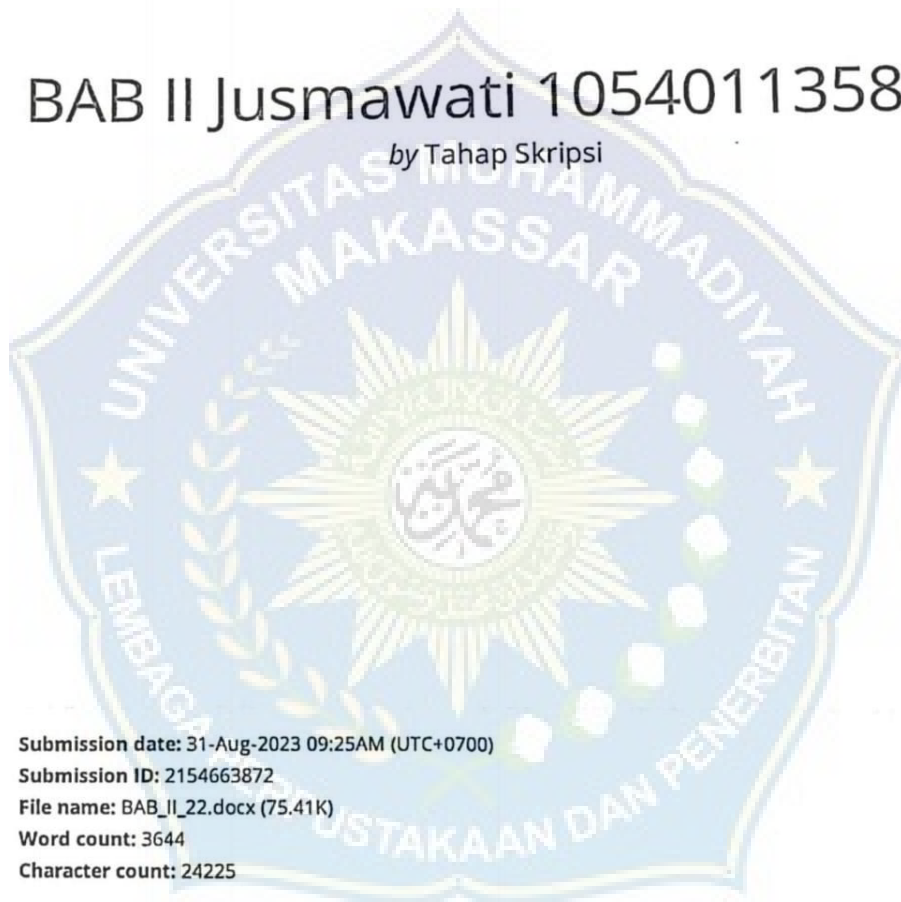 BAB II Jusmawati 1054011358
by Tahap Skripsi
UNIVERSITAS MUHAMMADIYAH
MAKASSAR
LEMBAGA PERPUSTAKAAN DAN PENERBITAN
Submission date: 31-Aug-2023 09:25AM (UTC+0700)
Submission ID: 2154663872
File name: BAB_II_22.docx (75.41K)
Word count: 3644
Character count: 24225